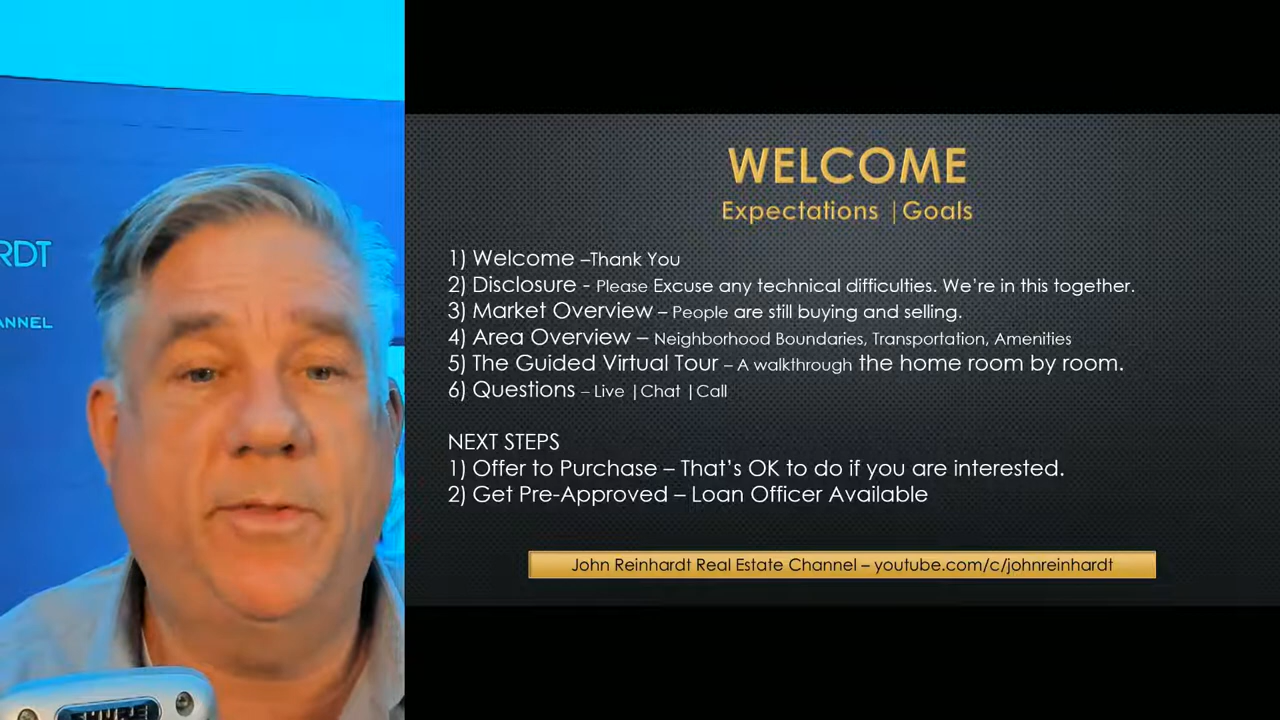 RDT
ANNEL
SHURE
WELCOME
Expectations |Goals
1) Welcome –Thank You
2) Disclosure - Please Excuse any technical difficulties. We're in this together.
3) Market Overview – People are still buying and selling.
4) Area Overview – Neighborhood Boundaries, Transportation, Amenities
5) The Guided Virtual Tour – A walkthrough the home room by room.
6) Questions – Live |Chat |Call
NEXT STEPS
1) Offer to Purchase – That's OK to do if you are interested.
2) Get Pre-Approved – Loan Officer Available
John Reinhardt Real Estate Channel – youtube.com/c/johnreinhardt